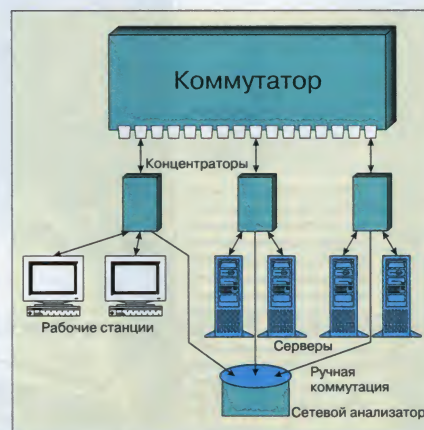 Коммутатор
Концентраторы
Рабочие станции
Серверы
Ручная
коммутация
Сетевой анализатор